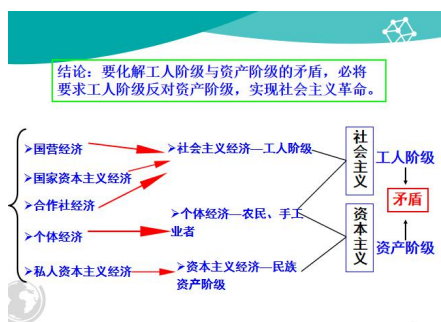 结论：要化解工人阶级与资产阶级的矛盾，必将
要求工人阶级反对资产阶级，实现社会主义革命。
➢国营经济
➢国家资本主义经济
➢合作社经济
➢个体经济
➢私人资本主义经济
➢社会主义经济—工人阶级
➢个体经济—农民、手工
业者
➢资本主义经济—民族
资产阶级
社会主义
资本主义
工人阶级
矛盾
资产阶级